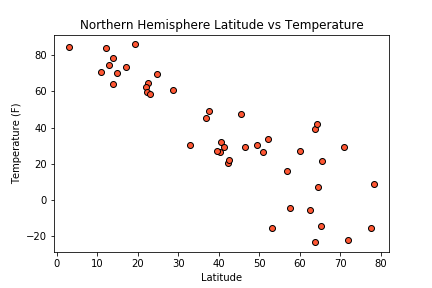 Northern Hemisphere Latitude vs Temperature
Temperature (F)
80
60
40
20
0
−20
0 10 20 30 40 50 60 70 80
Latitude